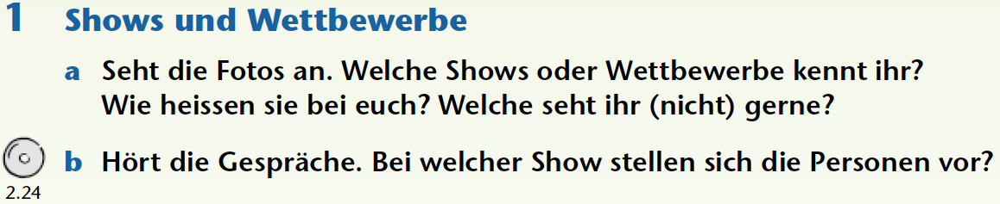 1 Shows und Wettbewerbe
a Seht die Fotos an. Welche Shows oder Wettbewerbe kennt ihr?
Wie heissen sie bei euch? Welche seht ihr (nicht) gerne?
b Hört die Gespräche. Bei welcher Show stellen sich die Personen vor?
2.24